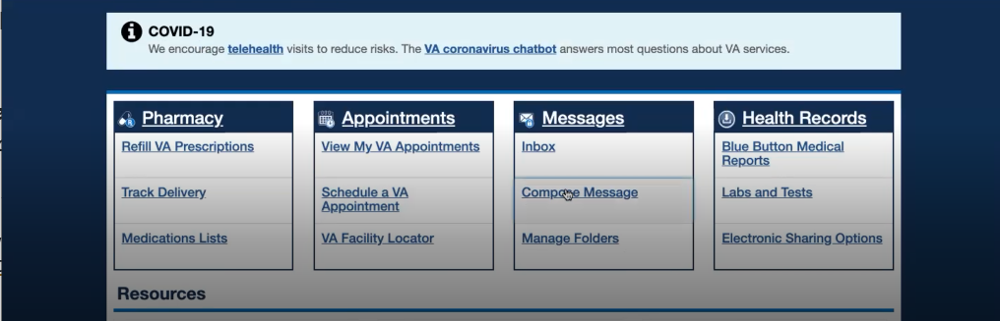 COVID-19
We encourage telehealth visits to reduce risks. The VA coronavirus chatbot answers most questions about VA services.
Pharmacy
Refill VA Prescriptions
Track Delivery
Medications Lists
Appointments
View My VA Appointments
Schedule a VA
Appointment
VA Facility Locator
Messages
Inbox
Compose Message
Manage Folders
Health Records
Blue Button Medical
Reports
Labs and Tests
Electronic Sharing Options
Resources